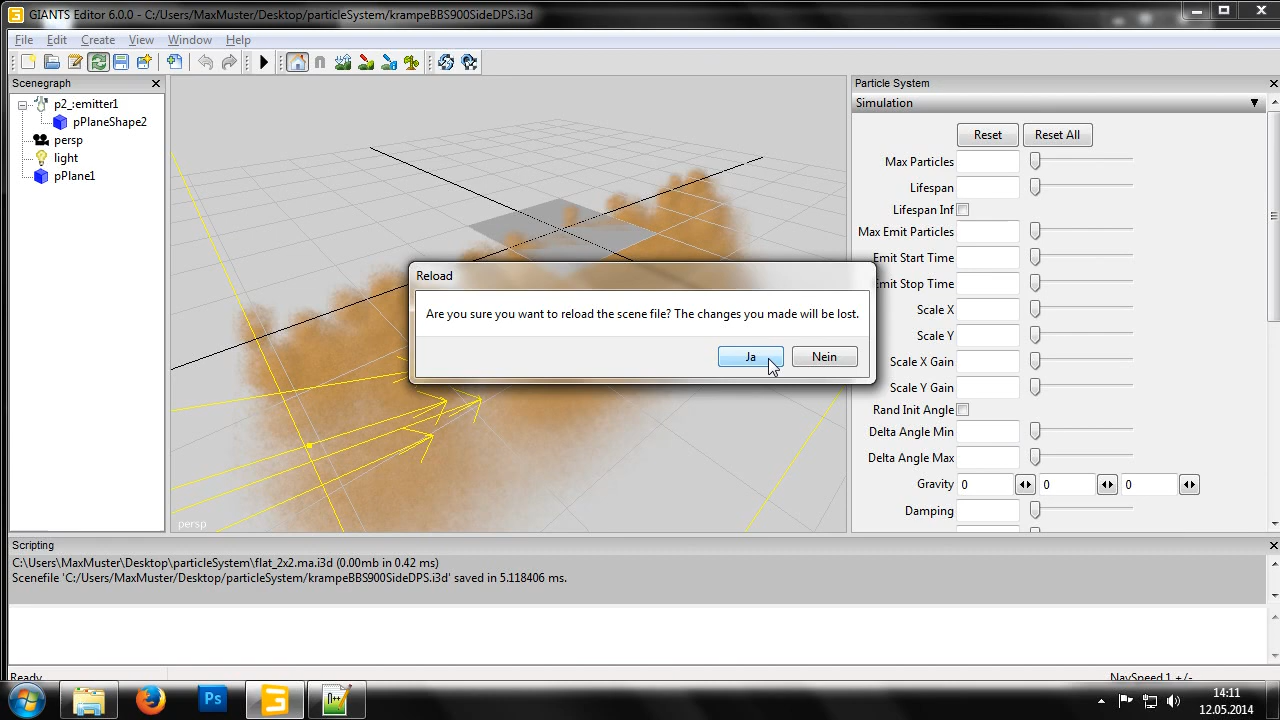 GIANTS Editor 6.0.0 - C:/Users/MaxMuster/Desktop/particleSystem/krampeBBS900SideDPS.i3d
File Edit Create View Window Help
Scenegraph
p2_:emitter1
pPlaneShape2
persp
light
pPlane1
persp
Reload
Are you sure you want to reload the scene file? The changes you made will be lost.
Ja Nein
Particle System
Simulation
Reset Reset All
Max Particles
Lifespan
Lifespan Inf
Max Emit Particles
Emit Start Time
Emit Stop Time
Scale X
Scale Y
Scale X Gain
Scale Y Gain
Rand Init Angle
Delta Angle Min
Delta Angle Max
Gravity 0 0 0
Damping
Scripting
C:\Users\MaxMuster\Desktop\particleSystem\flat_2x2.ma.i3d (0.00mb in 0.42 ms)
Scenefile 'C:/Users/MaxMuster/Desktop/particleSystem/krampeBBS900SideDPS.i3d' saved in 5.118406 ms.
Ready
NavSpeed 1 +/-
Ps
14:11
12.05.2014